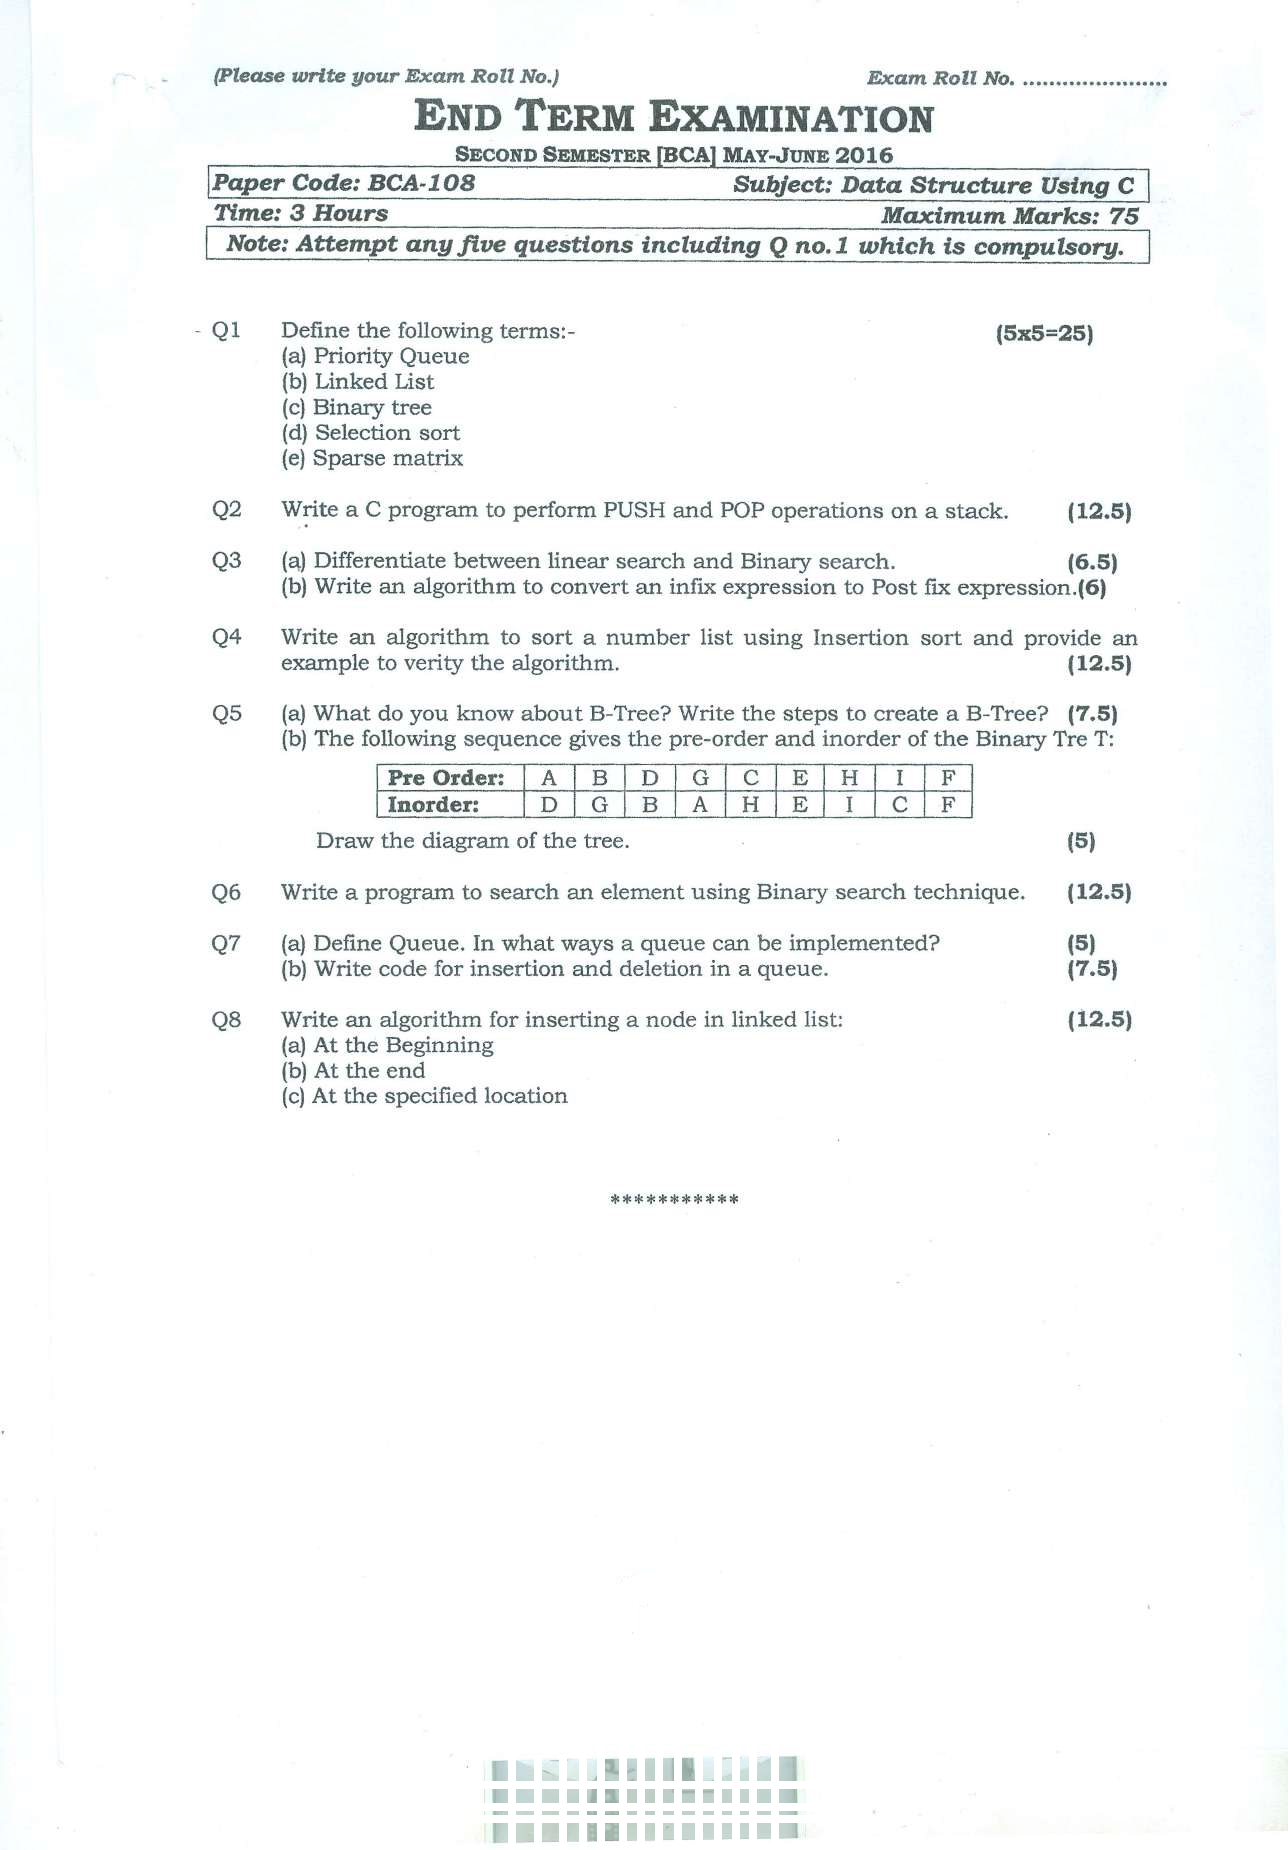 (Please write your Exam Roll No.) Exam Roll No. ......................
END TERM EXAMINATION
SECOND SEMESTER [BCA] MAY-JUNE 2016
Paper Code: BCA-108 Subject: Data Structure Using C
Time: 3 Hours Maximum Marks: 75
Note: Attempt any five questions including Q no.1 which is compulsory.
Q1 Define the following terms:- (5x5=25)
(a) Priority Queue
(b) Linked List
(c) Binary tree
(d) Selection sort
(e) Sparse matrix
Q2 Write a C program to perform PUSH and POP operations on a stack. (12.5)
Q3 (a) Differentiate between linear search and Binary search. (6.5)
(b) Write an algorithm to convert an infix expression to Post fix expression.(6)
Q4 Write an algorithm to sort a number list using Insertion sort and provide an
example to verity the algorithm. (12.5)
Q5 (a) What do you know about B-Tree? Write the steps to create a B-Tree? (7.5)
(b) The following sequence gives the pre-order and inorder of the Binary Tre T:
Pre Order: A B D G C E H I F
Inorder: D G B A H E I C F
Draw the diagram of the tree. (5)
Q6 Write a program to search an element using Binary search technique. (12.5)
Q7 (a) Define Queue. In what ways a queue can be implemented? (5)
(b) Write code for insertion and deletion in a queue. (7.5)
Q8 Write an algorithm for inserting a node in linked list: (12.5)
(a) At the Beginning
(b) At the end
(c) At the specified location
***********